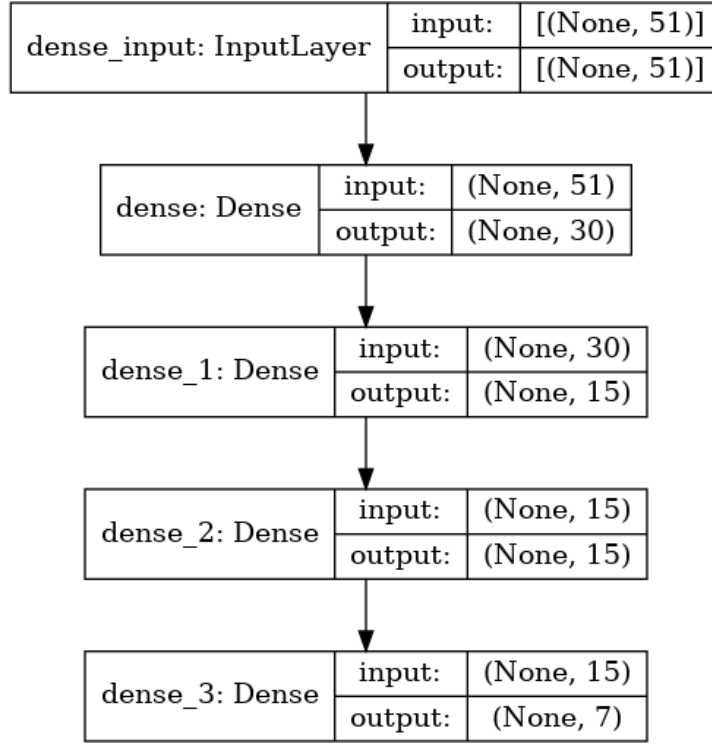 dense_input: InputLayer
input: [(None, 51)]
output: [(None, 51)]
dense: Dense
input: (None, 51)
output: (None, 30)
dense_1: Dense
input: (None, 30)
output: (None, 15)
dense_2: Dense
input: (None, 15)
output: (None, 15)
dense_3: Dense
input: (None, 15)
output: (None, 7)